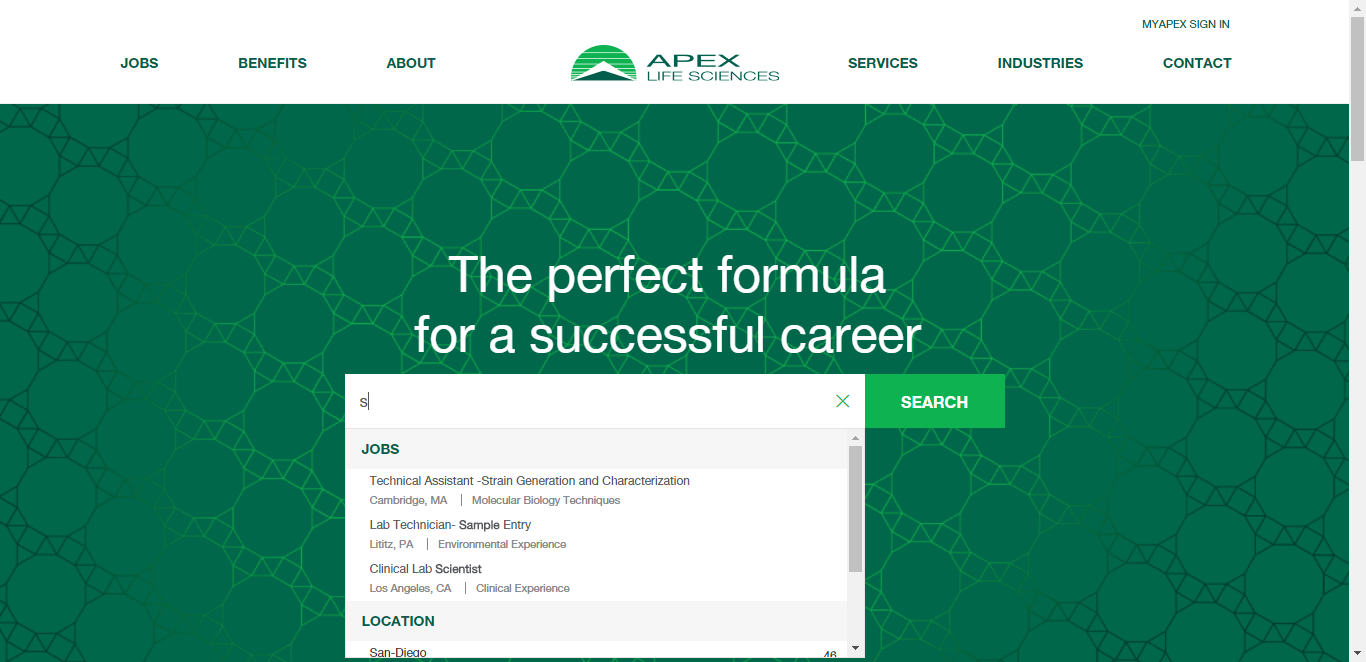 MYAPEX SIGN IN
JOBS
BENEFITS
ABOUT
APEX
LIFE SCIENCES
SERVICES
INDUSTRIES
CONTACT
The perfect formula
for a successful career
s
SEARCH
JOBS
Technical Assistant -Strain Generation and Characterization
Cambridge, MA | Molecular Biology Techniques
Lab Technician- Sample Entry
Lititz, PA | Environmental Experience
Clinical Lab Scientist
Los Angeles, CA | Clinical Experience
LOCATION
San-Diego 46